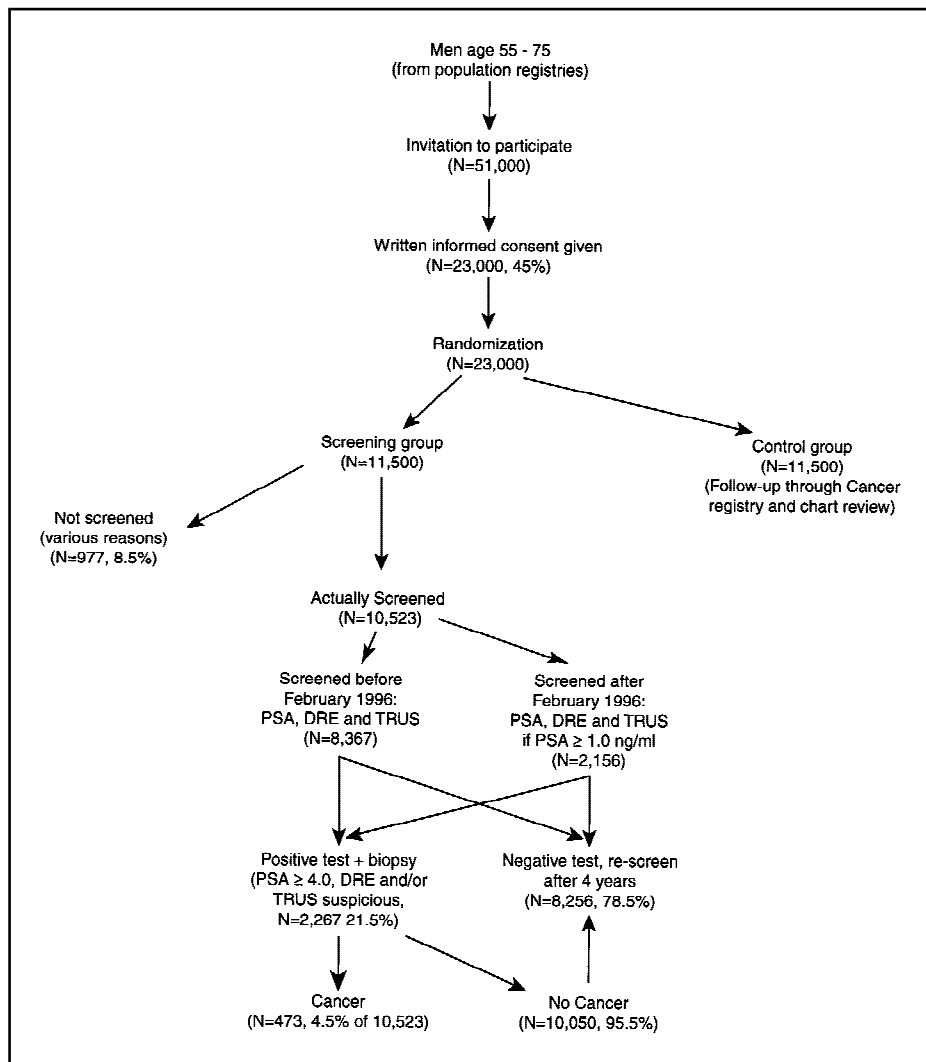 Men age 55 - 75
(from population registries)
Invitation to participate
(N=51,000)
Written informed consent given
(N=23,000, 45%)
Randomization
(N=23,000)
Screening group
(N=11,500)
Control group
(N=11,500)
(Follow-up through Cancer
registry and chart review)
Not screened
(various reasons)
(N=977, 8.5%)
Actually Screened
(N=10,523)
Screened before
February 1996:
PSA, DRE and TRUS
(N=8,367)
Screened after
February 1996:
PSA, DRE and TRUS
if PSA ≥ 1.0 ng/ml
(N=2,156)
Positive test + biopsy
(PSA ≥ 4.0, DRE and/or
TRUS suspicious,
N=2,267 21.5%)
Negative test, re-screen
after 4 years
(N=8,256, 78.5%)
Cancer
(N=473, 4.5% of 10,523)
No Cancer
(N=10,050, 95.5%)